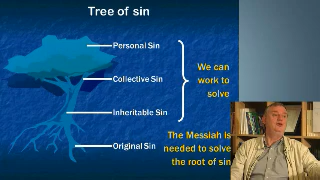 Tree of sin
Personal Sin
Collective Sin
Inheritable Sin
Original Sin
We can
work to
solve
The Messiah is
needed to solve
the root of sin